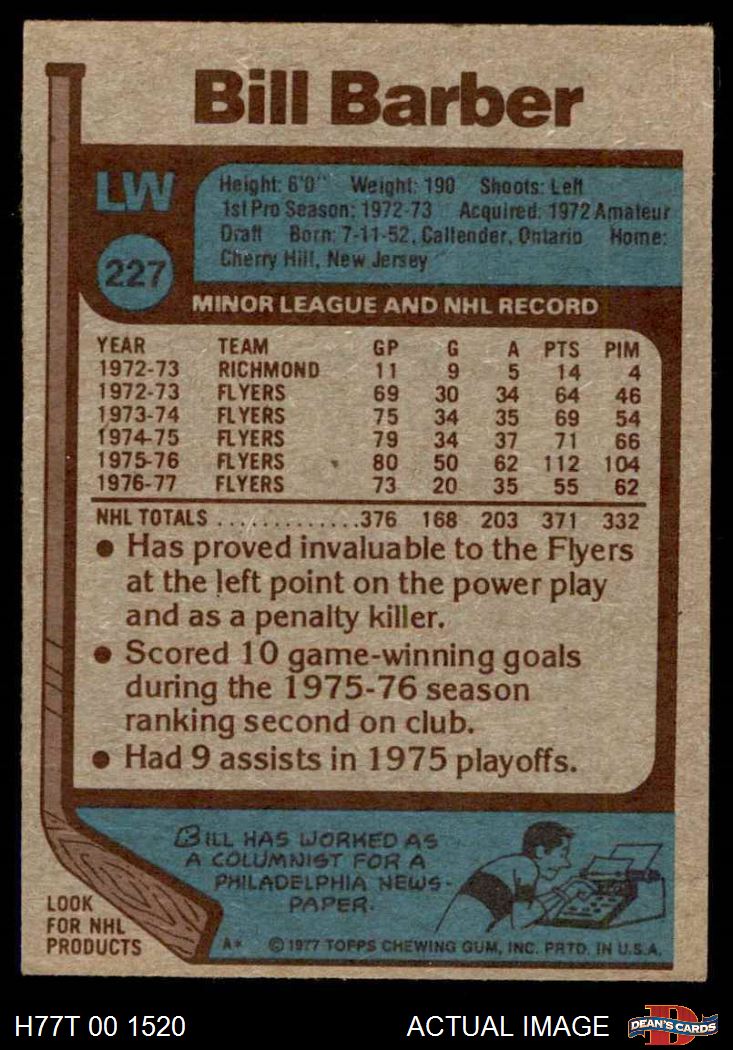 Bill Barber
LW
227
Height: 6'0" Weight: 190 Shoots: Left
1st Pro Season: 1972-73 Acquired: 1972 Amateur
Draft Born: 7-11-52, Callender, Ontario Home:
Cherry Hill, New Jersey
MINOR LEAGUE AND NHL RECORD
YEAR TEAM GP G A PTS PIM
1972-73 RICHMOND 11 9 5 14 4
1972-73 FLYERS 69 30 34 64 46
1973-74 FLYERS 75 34 35 69 54
1974-75 FLYERS 79 34 37 71 66
1975-76 FLYERS 80 50 62 112 104
1976-77 FLYERS 73 20 35 55 62
NHL TOTALS .............376 168 203 371 332
• Has proved invaluable to the Flyers
at the left point on the power play
and as a penalty killer.
• Scored 10 game-winning goals
during the 1975-76 season
ranking second on club.
• Had 9 assists in 1975 playoffs.
BILL HAS WORKED AS
A COLUMNIST FOR A
PHILADELPHIA NEWS-
PAPER.
LOOK
FOR NHL
PRODUCTS
A* © 1977 TOPPS CHEWING GUM, INC. PRTD. IN U.S.A.
H77T 00 1520 ACTUAL IMAGE
D
DEAN'S CARDS